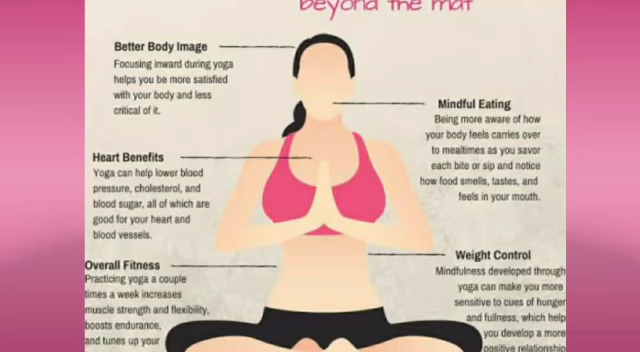 beyond the mat
Better Body Image
Focusing inward during yoga
helps you be more satisfied
with your body and less
critical of it.
Mindful Eating
Being more aware of how
your body feels carries over
to mealtimes as you savor
each bite or sip and notice
how food smells, tastes, and
feels in your mouth.
Heart Benefits
Yoga can help lower blood
pressure, cholesterol, and
blood sugar, all of which are
good for your heart and
blood vessels.
Weight Control
Mindfulness developed through
yoga can make you more
sensitive to cues of hunger
and fullness, which help
you develop a more
positive relationship
Overall Fitness
Practicing yoga a couple
times a week increases
muscle strength and flexibility,
boosts endurance,
and tunes up your